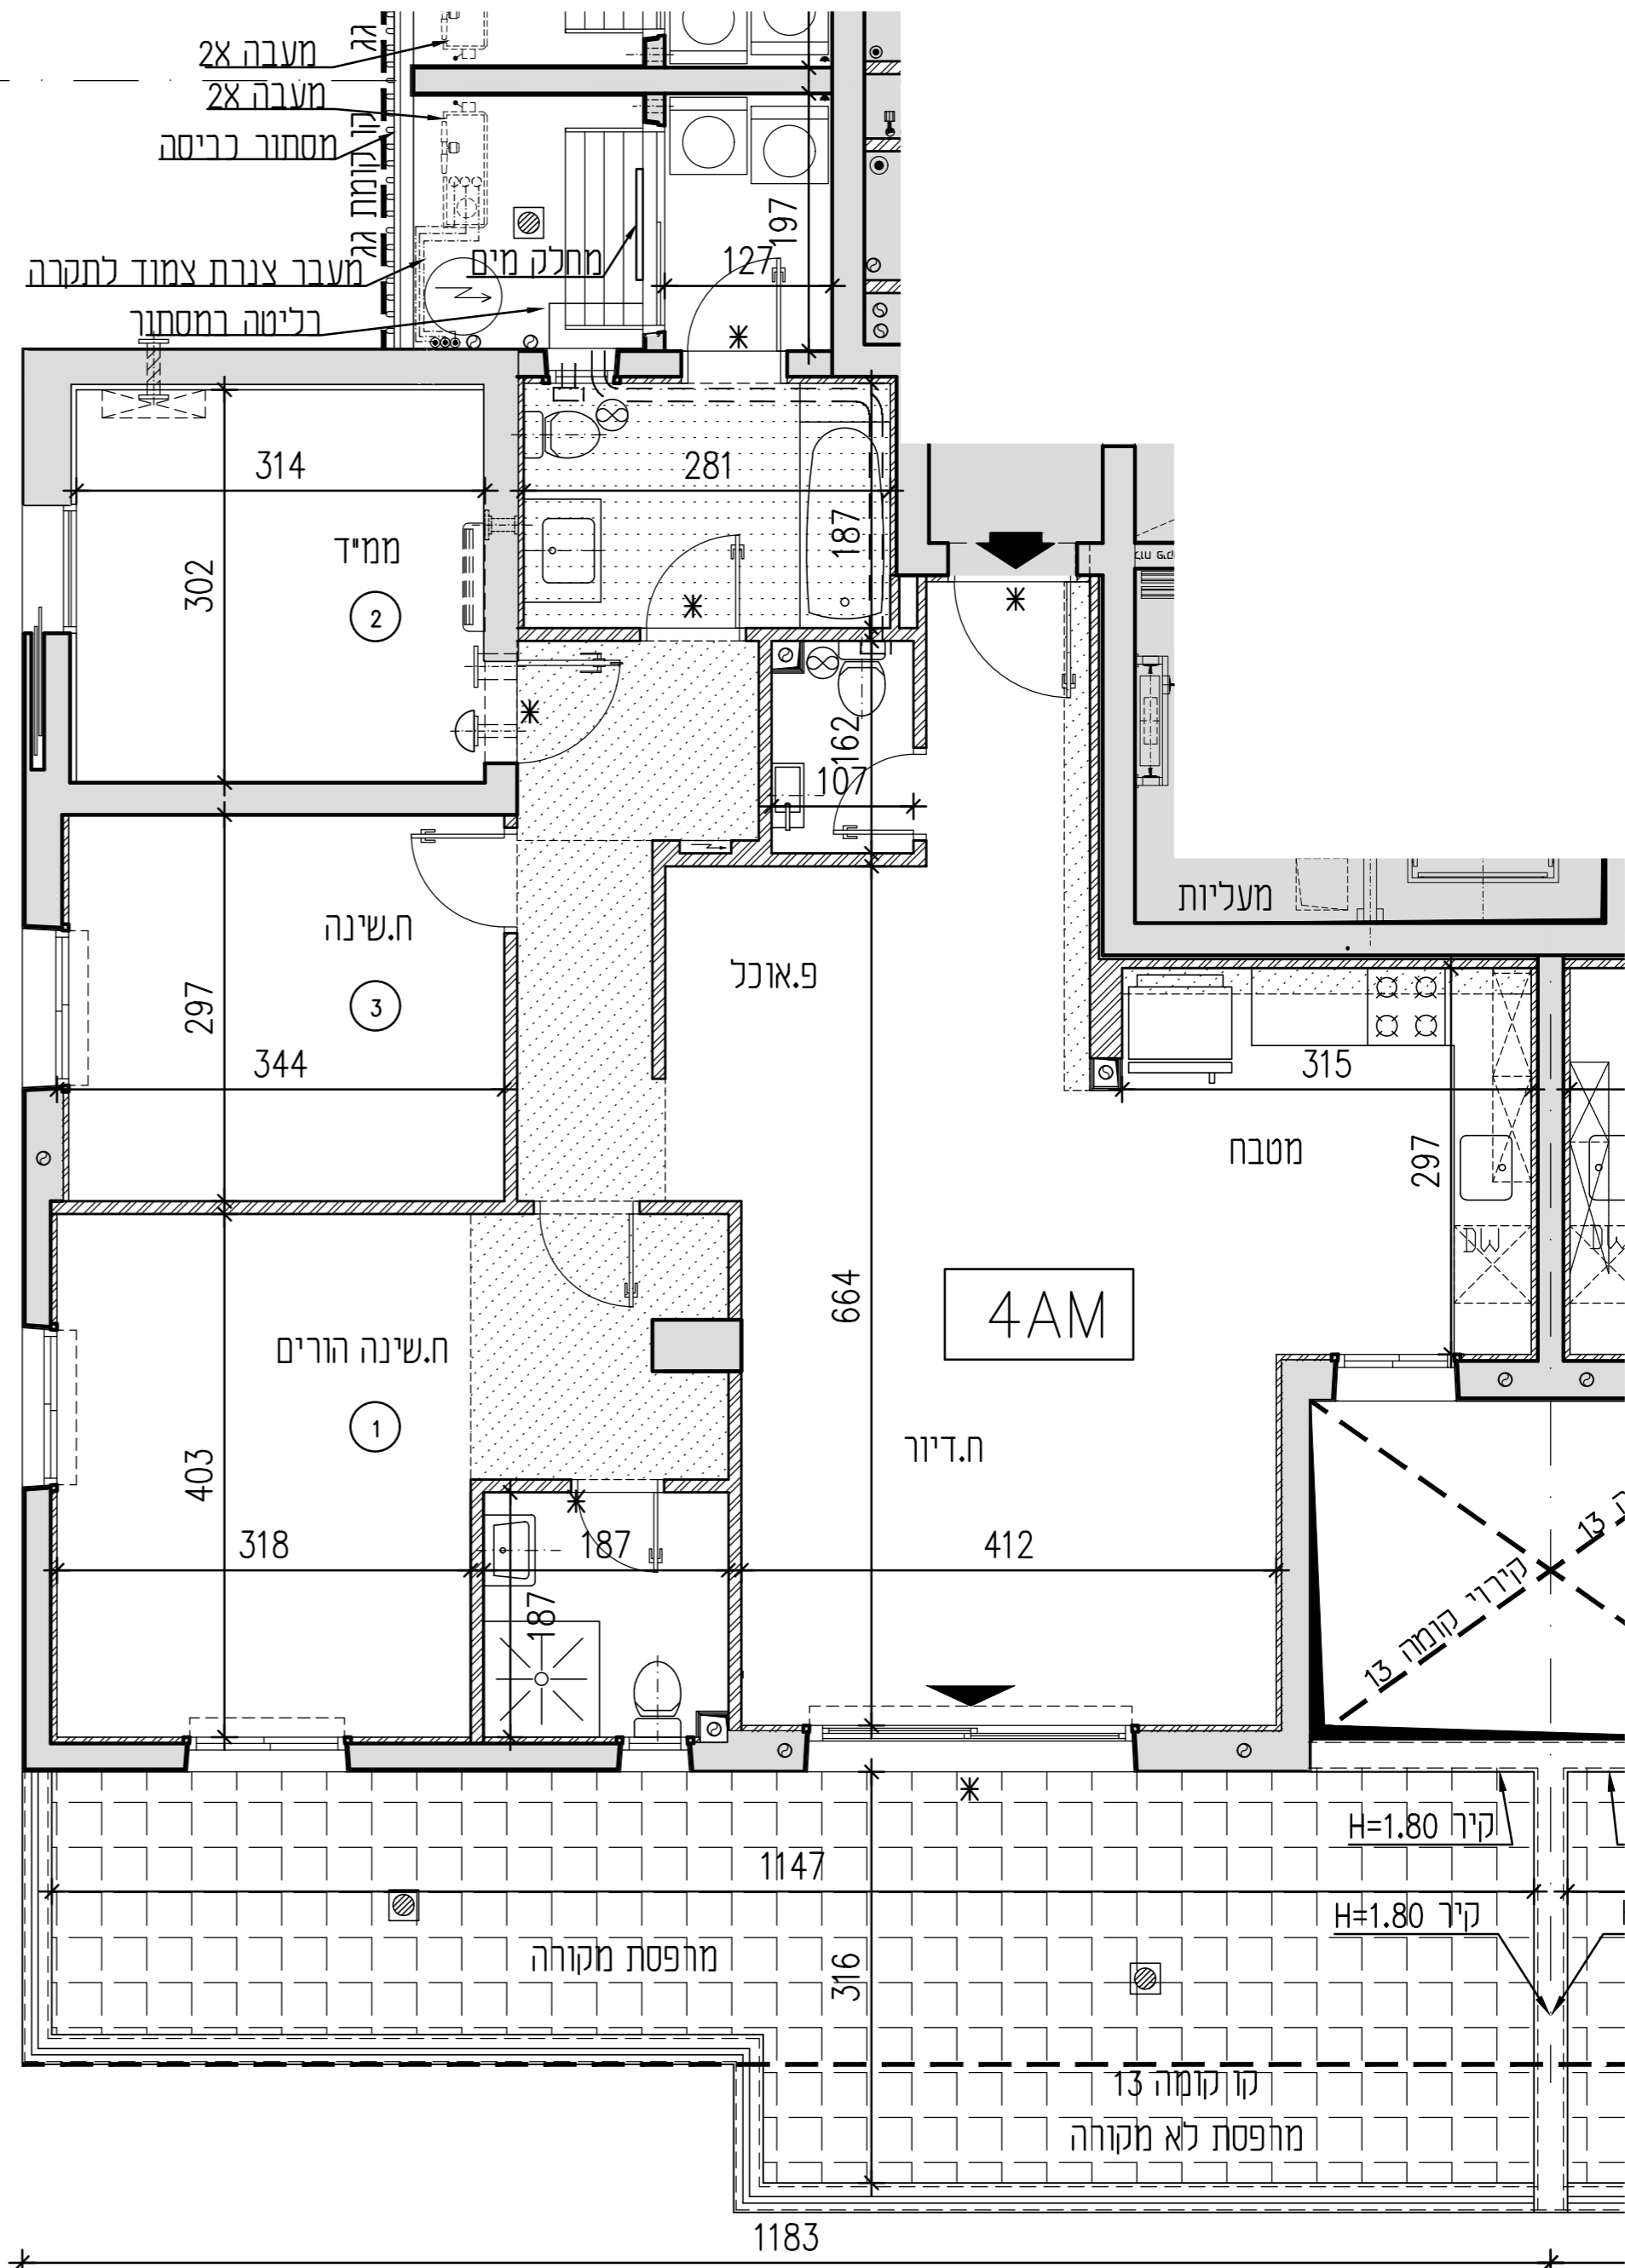 מעבה 2X
מעבה 2X
מסתור כביסה
מעבר צנרת צמוד לתקרה
מחלק מים
קו קומת גג
גג
127
197
314
281
187
ממ"ד
302
2
162
107
מעליות
ח.שינה
פ.אוכל
3
297
344
315
מטבח
297
DW
DW
664
4AM
ח.שינה הורים
1
ח.דיור
403
318
187
412
187
קירוי קומה 13
13
קיר H=1.80
1147
קיר H=1.80
מרפסת מקורה
316
קו קומה 13
מרפסת לא מקורה
1183